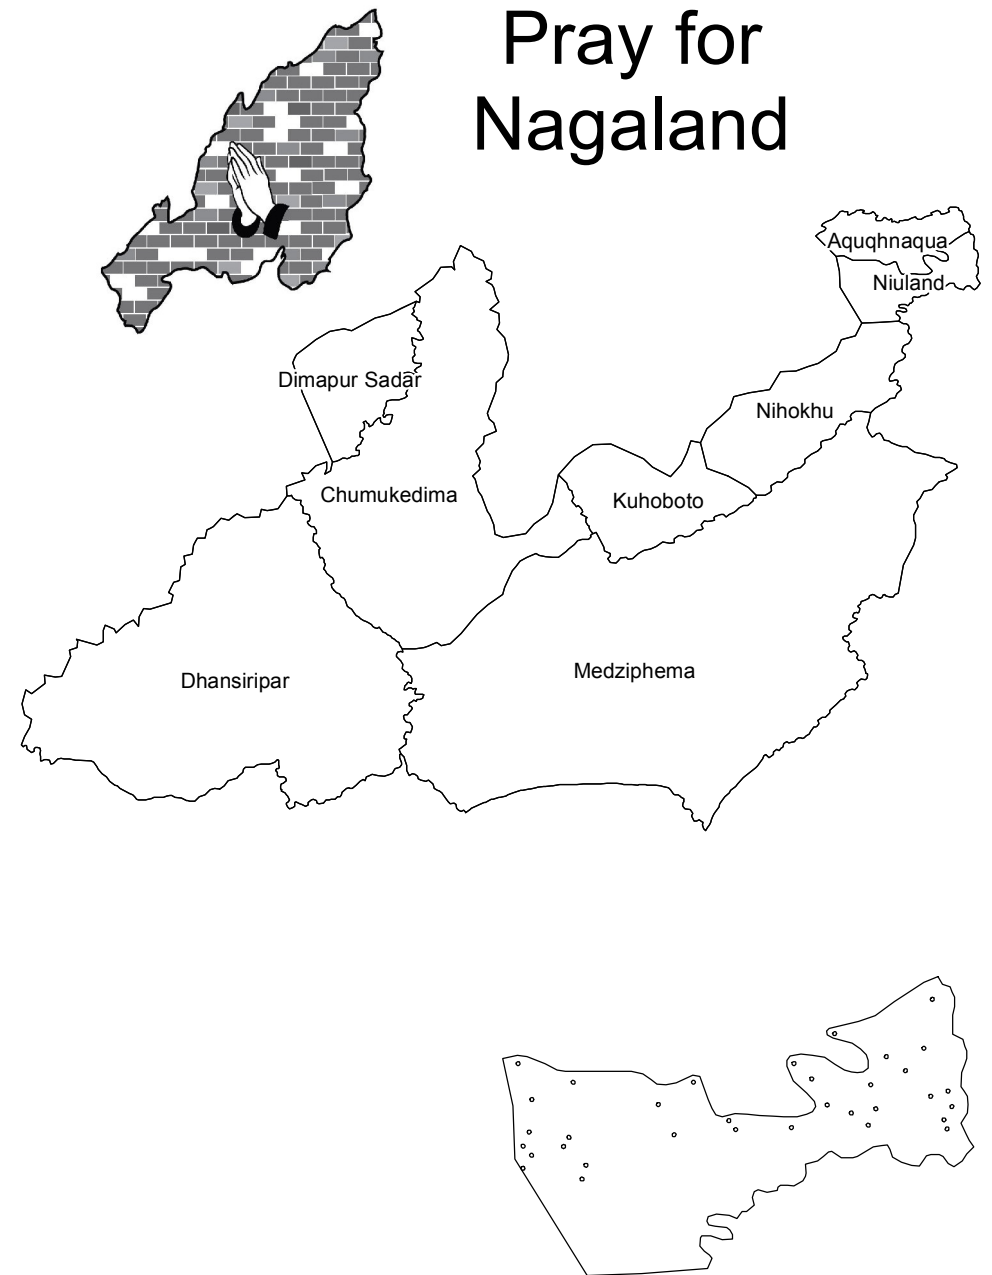 Pray for
Nagaland
Aquqhnaqua
Niuland
Dimapur Sadar
Nihokhu
Chumukedima
Kuhoboto
Dhansiripar
Medziphema